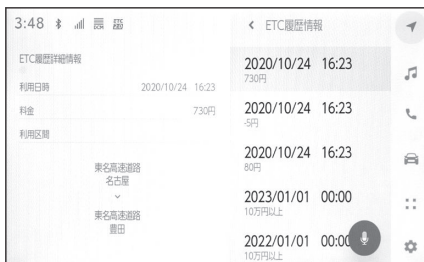 3:48
ETC履歴詳細情報
利用日時 2020/10/24 16:23
料金 730円
利用区間
東名高速道路
名古屋
東名高速道路
豊田
ETC履歴情報
2020/10/24 16:23
730円
2020/10/24 16:23
-5円
2020/10/24 16:23
80円
2023/01/01 00:00
10万円以上
2022/01/01 00:00
10万円以上